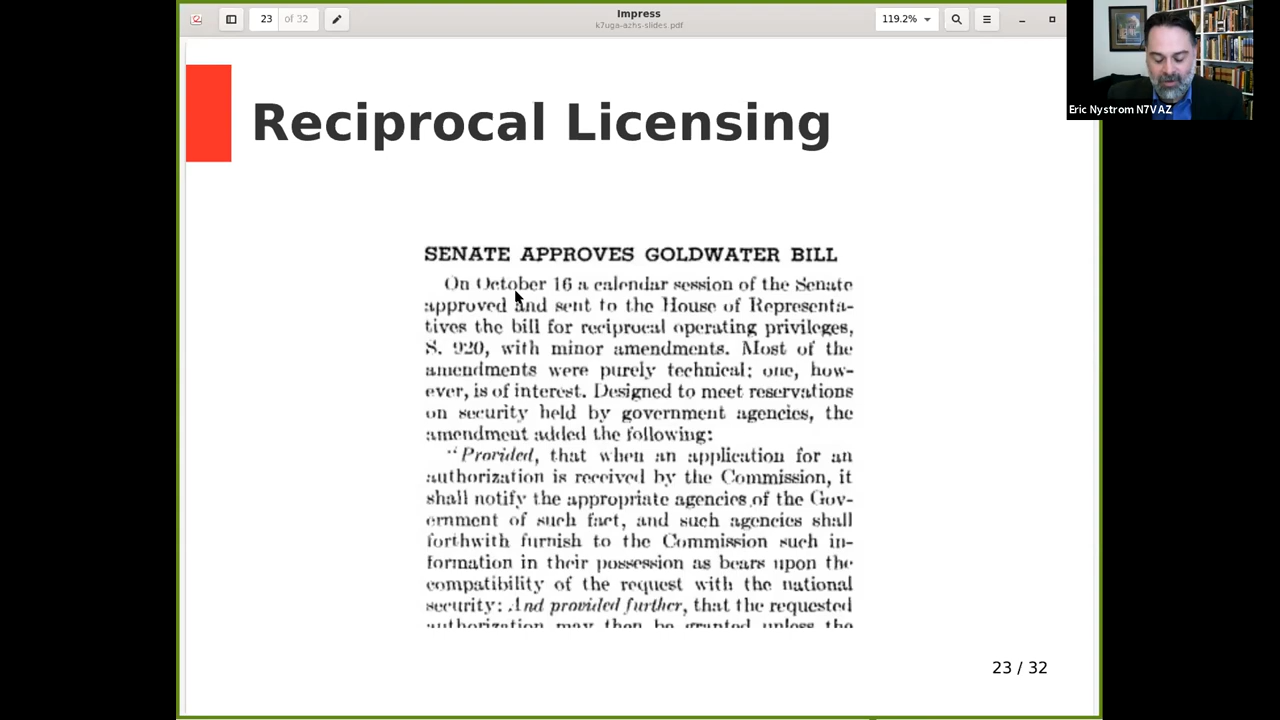 23 of 32
Impress
k7uga-azhs-slides.pdf
119.2%
Eric Nystrom N7VAZ
Reciprocal Licensing
SENATE APPROVES GOLDWATER BILL
On October 16 a calendar session of the Senate
approved and sent to the House of Representa-
tives the bill for reciprocal operating privileges,
S. 920, with minor amendments. Most of the
amendments were purely technical; one, how-
ever, is of interest. Designed to meet reservations
on security held by government agencies, the
amendment added the following:
"Provided, that when an application for an
authorization is received by the Commission, it
shall notify the appropriate agencies of the Gov-
ernment of such fact, and such agencies shall
forthwith furnish to the Commission such in-
formation in their possession as bears upon the
compatibility of the request with the national
security: And provided further, that the requested
authorization may then be granted unless the
23 / 32